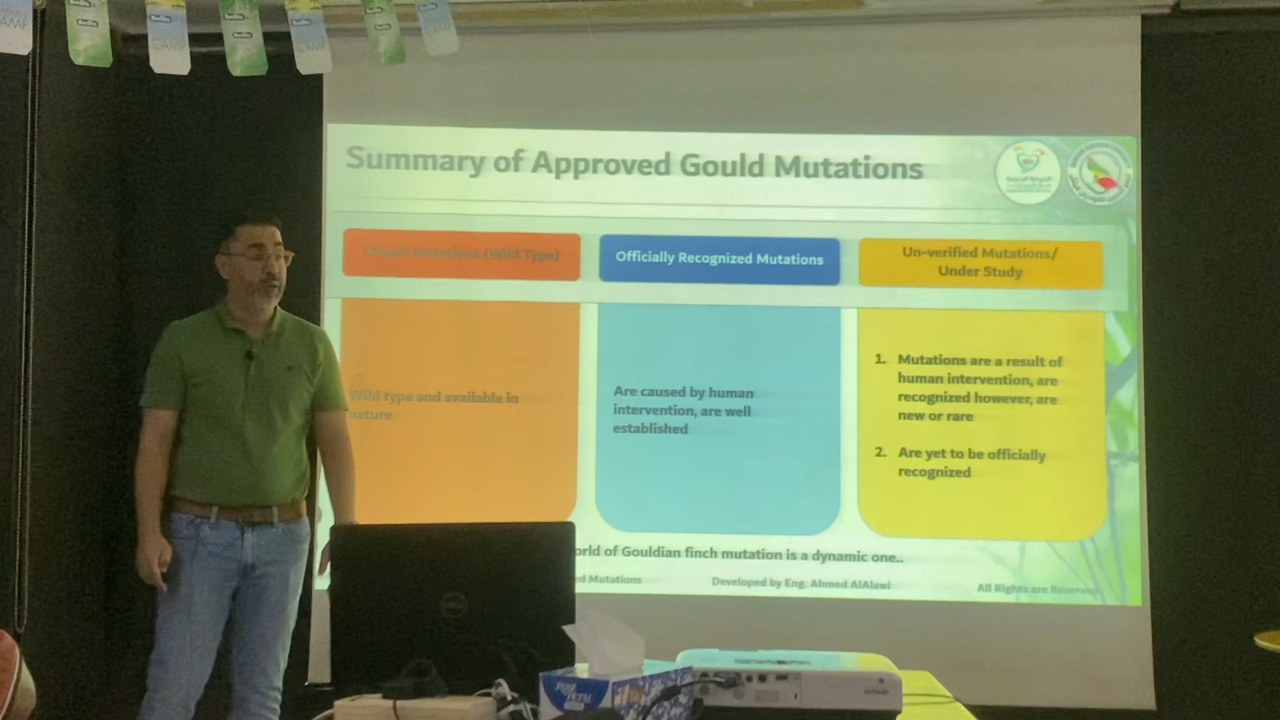 Summary of Approved Gould Mutations
Classic Mutations (Wild Type)
Officially Recognized Mutations
Un-verified Mutations/
Under Study
Wild type and available in
nature
Are caused by human
intervention, are well
established
1. Mutations are a result of
human intervention, are
recognized however, are
new or rare
2. Are yet to be officially
recognized
of Gouldian finch mutation is a dynamic one..
Mutations
Developed by Eng. Ahmed AlAlawi
All Rights are
DELL
EPSON